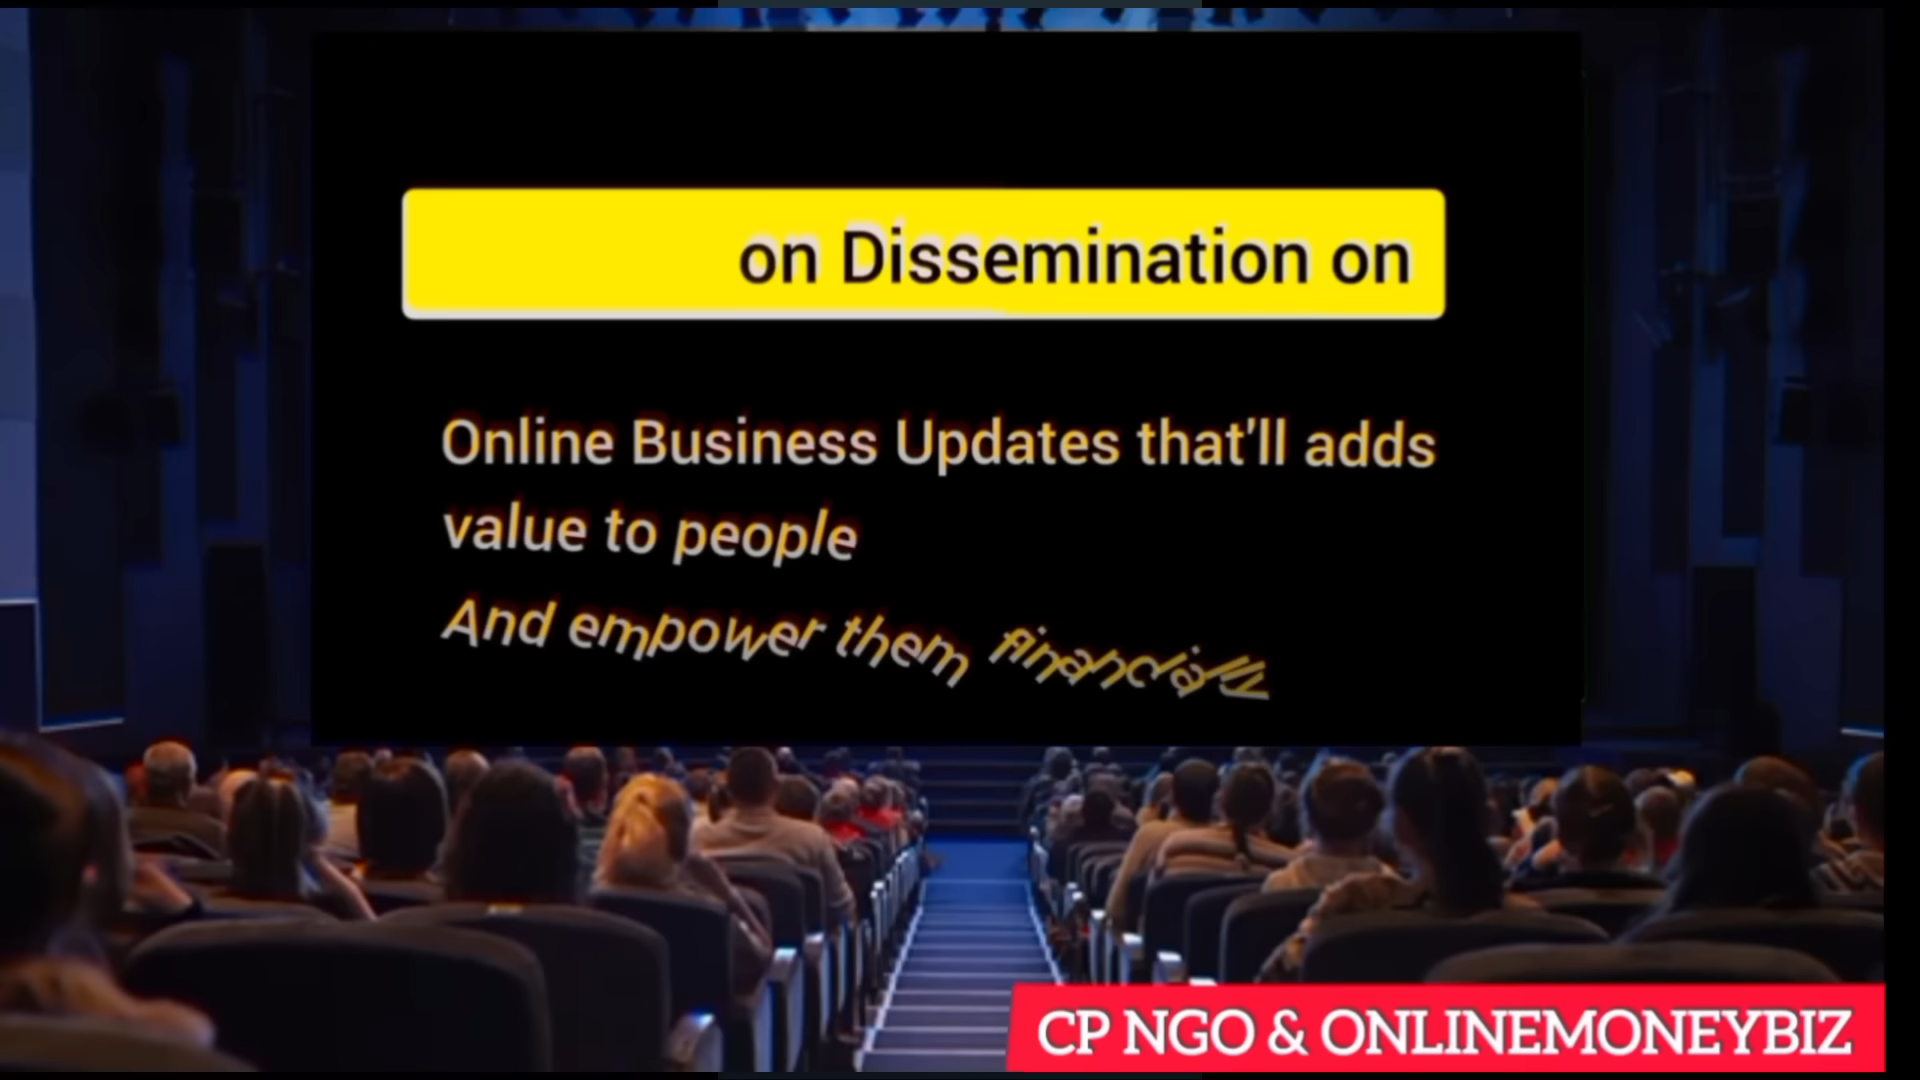 on Dissemination on
Online Business Updates that'll adds
value to people
And empower them financially
CP NGO & ONLINEMONEYBIZ